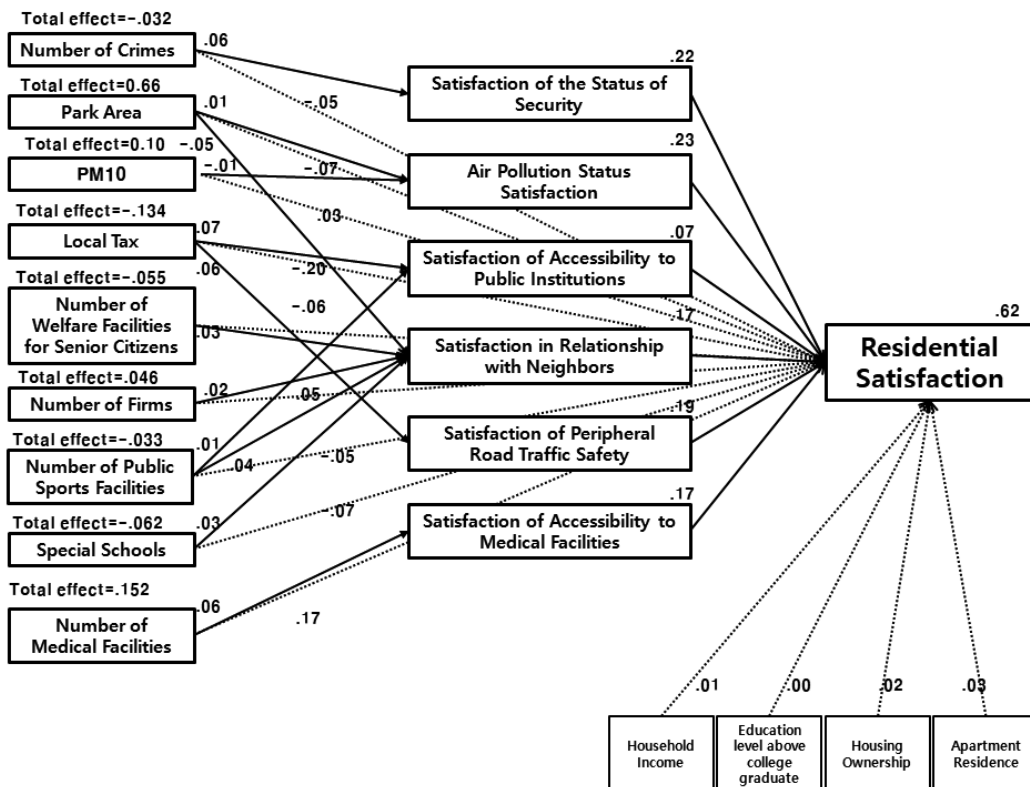 Total effect=-.032
Number of Crimes
.06
Total effect=0.66
Park Area
.01
-.05
Total effect=0.10
-.05
PM10
-.01
-.07
Total effect=-.134
Local Tax
.07
.03
Total effect=-.055
.06
-.20
Number of
Welfare Facilities
for Senior Citizens
.03
-.06
Total effect=.046
Number of Firms
.02
.05
Total effect=-.033
.01
Number of Public
Sports Facilities
.04
-.05
Total effect=-.062
Special Schools
.03
-.07
Total effect=.152
Number of
Medical Facilities
.06
.17
.22
Satisfaction of the Status of
Security
.23
Air Pollution Status
Satisfaction
.07
Satisfaction of Accessibility to
Public Institutions
.17
Satisfaction in Relationship
with Neighbors
.19
Satisfaction of Peripheral
Road Traffic Safety
.17
Satisfaction of Accessibility to
Medical Facilities
.62
Residential
Satisfaction
.01
.00
.02
.03
Household
Income
Education
level above
college
graduate
Housing
Ownership
Apartment
Residence